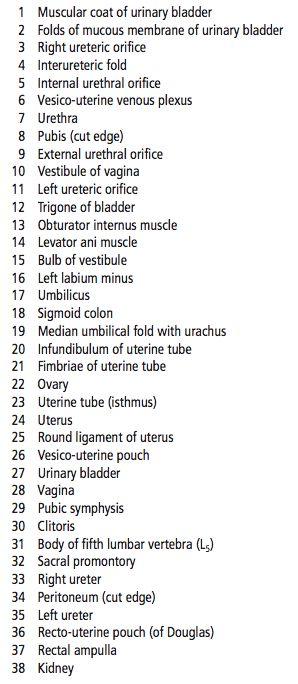 1 Muscular coat of urinary bladder
2 Folds of mucous membrane of urinary bladder
3 Right ureteric orifice
4 Interureteric fold
5 Internal urethral orifice
6 Vesico-uterine venous plexus
7 Urethra
8 Pubis (cut edge)
9 External urethral orifice
10 Vestibule of vagina
11 Left ureteric orifice
12 Trigone of bladder
13 Obturator internus muscle
14 Levator ani muscle
15 Bulb of vestibule
16 Left labium minus
17 Umbilicus
18 Sigmoid colon
19 Median umbilical fold with urachus
20 Infundibulum of uterine tube
21 Fimbriae of uterine tube
22 Ovary
23 Uterine tube (isthmus)
24 Uterus
25 Round ligament of uterus
26 Vesico-uterine pouch
27 Urinary bladder
28 Vagina
29 Pubic symphysis
30 Clitoris
31 Body of fifth lumbar vertebra (L₅)
32 Sacral promontory
33 Right ureter
34 Peritoneum (cut edge)
35 Left ureter
36 Recto-uterine pouch (of Douglas)
37 Rectal ampulla
38 Kidney